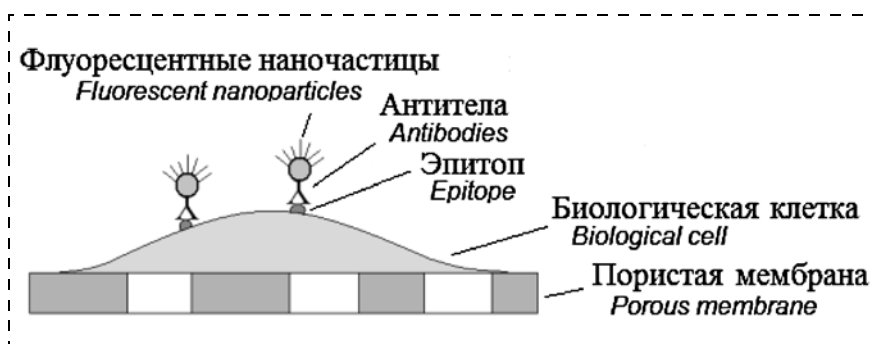 Флуоресцентные наночастицы
Fluorescent nanoparticles
Антитела
Antibodies
Эпитоп
Epitope
Биологическая клетка
Biological cell
Пористая мембрана
Porous membrane